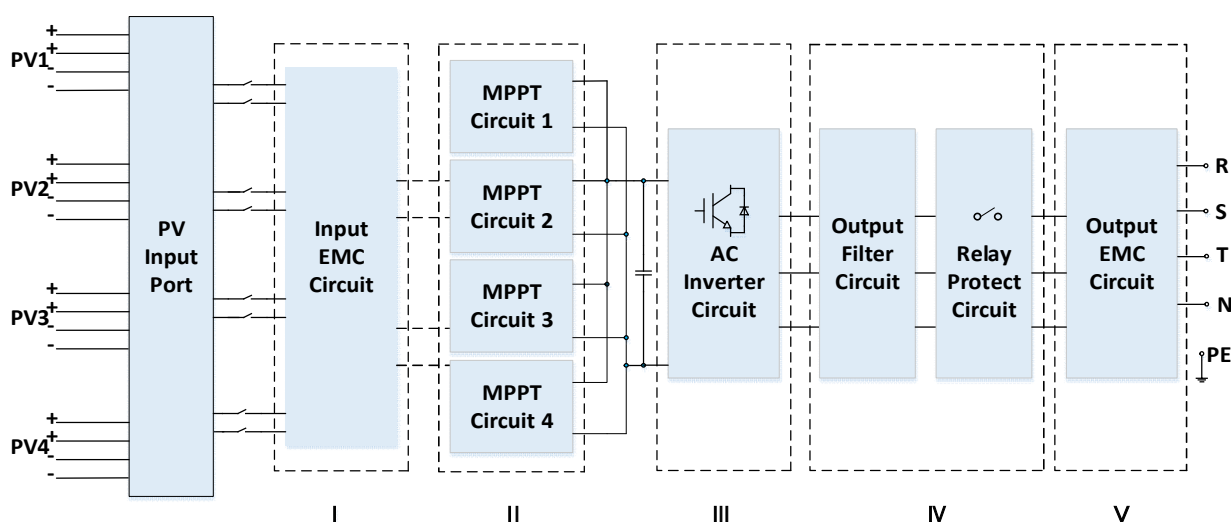 +
+
PV1
-
-
+
+
PV2
-
-
+
+
PV3
-
-
+
+
PV4
-
-
PV
Input
Port
Input
EMC
Circuit
MPPT
Circuit 1
MPPT
Circuit 2
MPPT
Circuit 3
MPPT
Circuit 4
AC
Inverter
Circuit
Output
Filter
Circuit
Relay
Protect
Circuit
Output
EMC
Circuit
R
S
T
N
PE
I
II
III
IV
V